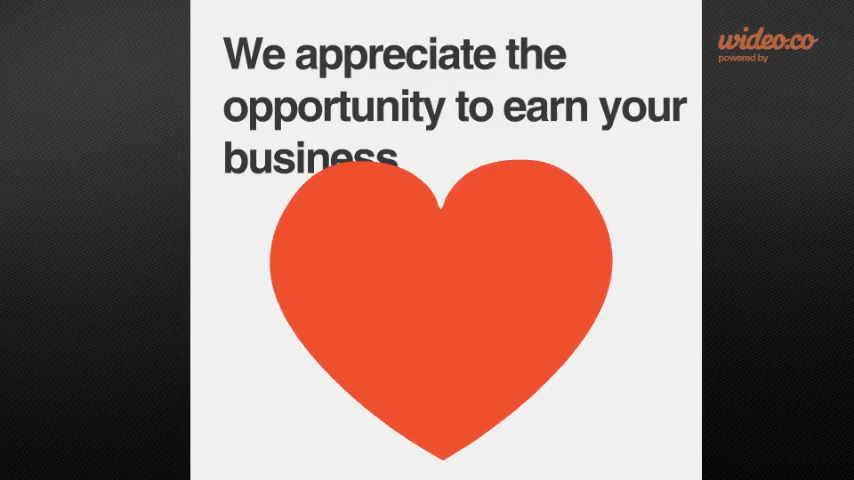 We appreciate the
opportunity to earn your
business
wideo.co
powered by